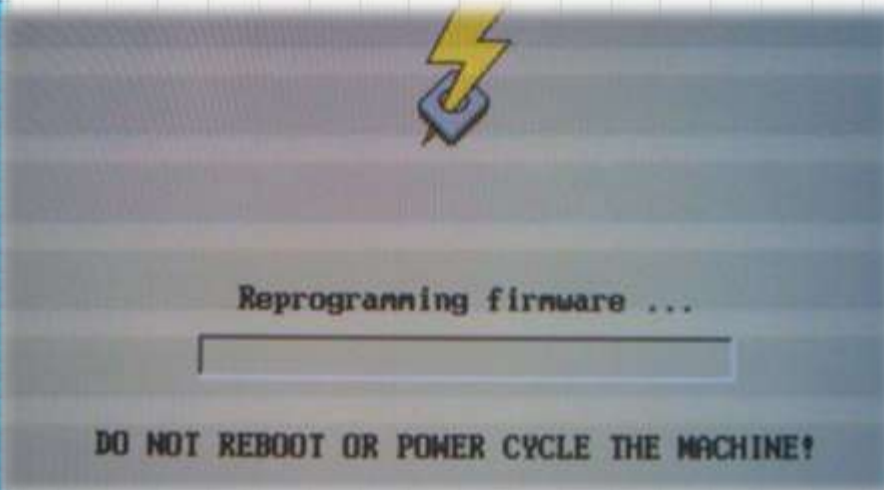 Reprogramming firmware ...
DO NOT REBOOT OR POWER CYCLE THE MACHINE!